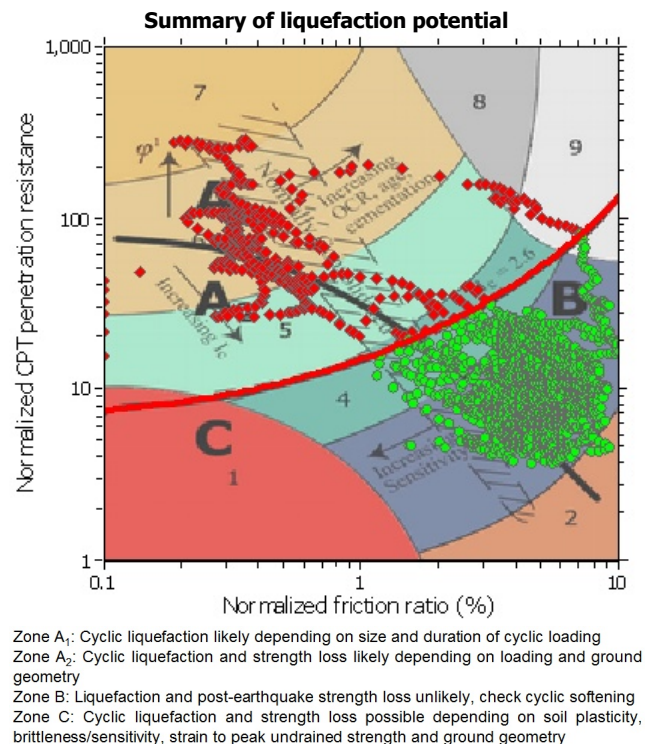 Summary of liquefaction potential
Normalized CPT penetration resistance
1,000
100
10
1
7
8
9
φ'
Increasing
OCR, age,
cementation
= 2.6
A
B
Increasing Ic
5
4
C
1
Increasing
Sensitivity
2
0.1
1
10
Normalized friction ratio (%)
Zone A₁: Cyclic liquefaction likely depending on size and duration of cyclic loading
Zone A₂: Cyclic liquefaction and strength loss likely depending on loading and ground
geometry
Zone B: Liquefaction and post-earthquake strength loss unlikely, check cyclic softening
Zone C: Cyclic liquefaction and strength loss possible depending on soil plasticity,
brittleness/sensitivity, strain to peak undrained strength and ground geometry